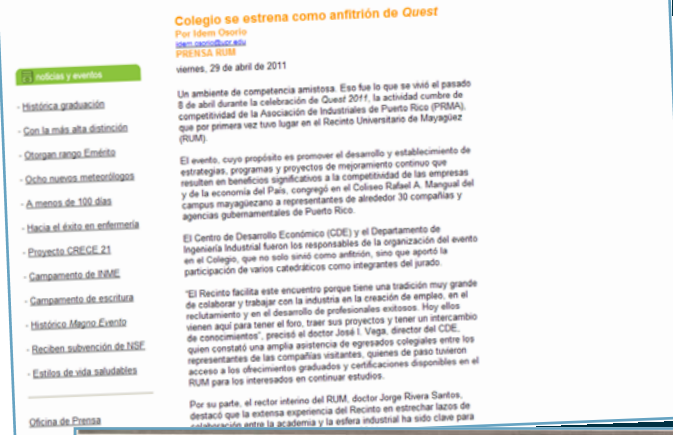 Colegio se estrena como anfitrión de Quest
Por Idem Osorio
idem.osorio@upr.edu
PRENSA RUM
viernes, 29 de abril de 2011
Un ambiente de competencia amistosa. Eso fue lo que se vivió el pasado
8 de abril durante la celebración de Quest 2011, la actividad cumbre de
competitividad de la Asociación de Industriales de Puerto Rico (PRMA),
que por primera vez tuvo lugar en el Recinto Universitario de Mayagüez
(RUM).
El evento, cuyo propósito es promover el desarrollo y establecimiento de
estrategias, programas y proyectos de mejoramiento continuo que
resulten en beneficios significativos a la competitividad de las empresas
y de la economía del País, congregó en el Coliseo Rafael A. Mangual del
campus mayagüezano a representantes de alrededor 30 compañías y
agencias gubernamentales de Puerto Rico.
El Centro de Desarrollo Económico (CDE) y el Departamento de
Ingeniería Industrial fueron los responsables de la organización del evento
en el Colegio, que no solo sirvió como anfitrión, sino que aportó la
participación de varios catedráticos como integrantes del jurado.
"El Recinto facilita este encuentro porque tiene una tradición muy grande
de colaborar y trabajar con la industria en la creación de empleo, en el
reclutamiento y en el desarrollo de profesionales exitosos. Hoy ellos
vienen aquí para tener el foro, traer sus proyectos y tener un intercambio
de conocimientos", precisó el doctor José I. Vega, director del CDE,
quien constató una amplia asistencia de egresados colegiales entre los
representantes de las compañías visitantes, quienes de paso tuvieron
acceso a los ofrecimientos graduados y certificaciones disponibles en el
RUM para los interesados en continuar estudios.
Por su parte, el rector interino del RUM, doctor Jorge Rivera Santos,
destacó que la extensa experiencia del Recinto en estrechar lazos de
colaboración entre la academia y la esfera industrial ha sido clave para
noticias y eventos
- Histórica graduación
- Con la más alta distinción
- Otorgan rango Emérito
- Ocho nuevos meteorólogos
- A menos de 100 días
- Hacia el éxito en enfermería
- Proyecto CRECE 21
- Campamento de INME
- Campamento de escritura
- Histórico Magno Evento
- Reciben subvención de NSF
- Estilos de vida saludables
Oficina de Prensa